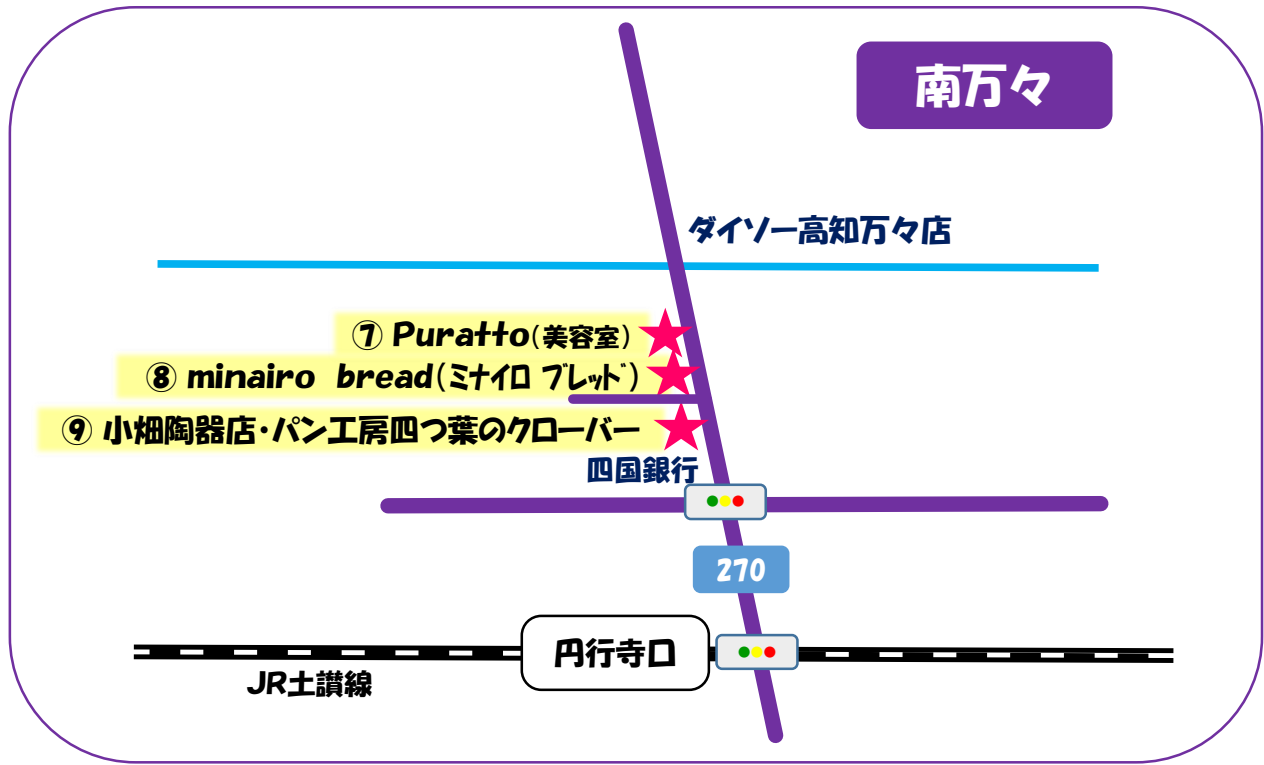 南万々
ダイソー高知万々店
⑦ Puratto(美容室)
⑧ minairo bread(ミナイロ ブレッド)
⑨ 小畑陶器店・パン工房四つ葉のクローバー
四国銀行
270
円行寺口
JR土讃線